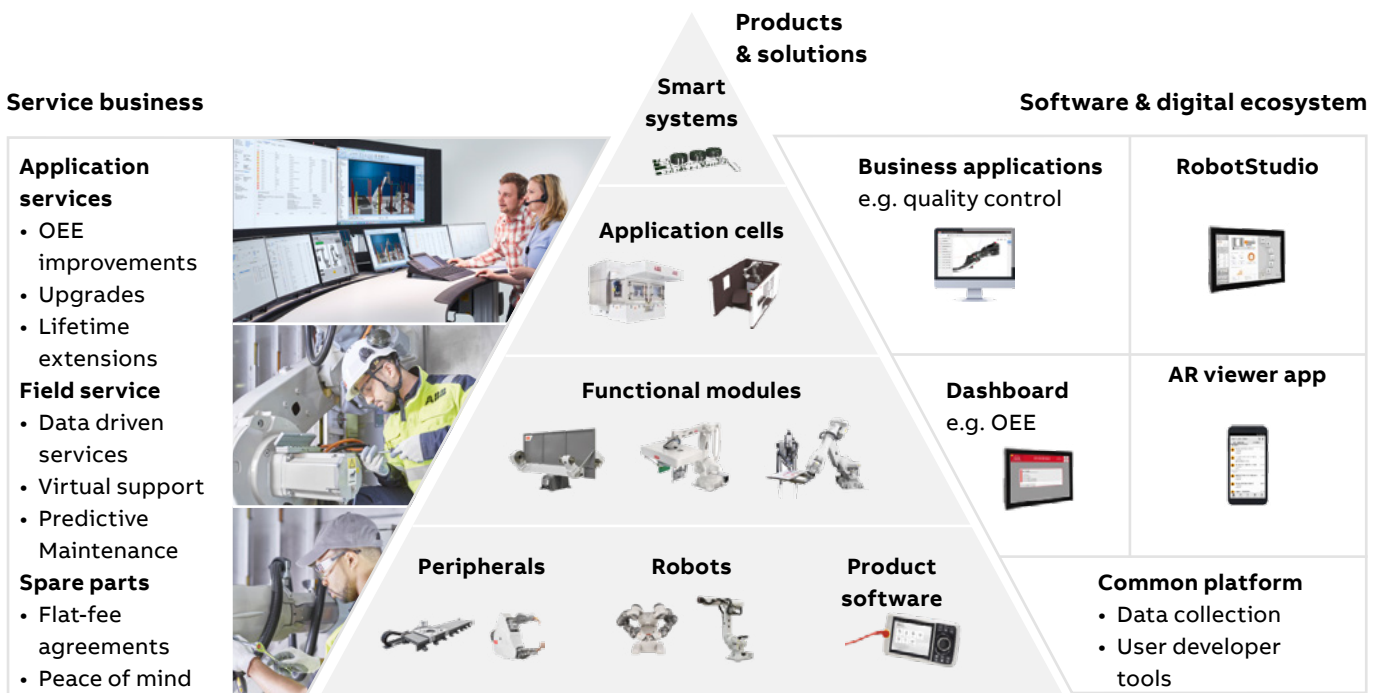 Products
& solutions
Service business
Software & digital ecosystem
Application
services
• OEE
improvements
• Upgrades
• Lifetime
extensions
Field service
• Data driven
services
• Virtual support
• Predictive
Maintenance
Spare parts
• Flat-fee
agreements
• Peace of mind
Smart
systems
Application cells
Functional modules
ABB
Peripherals
Robots
Product
software
Business applications
e.g. quality control
RobotStudio
Dashboard
e.g. OEE
AR viewer app
Common platform
• Data collection
• User developer
tools